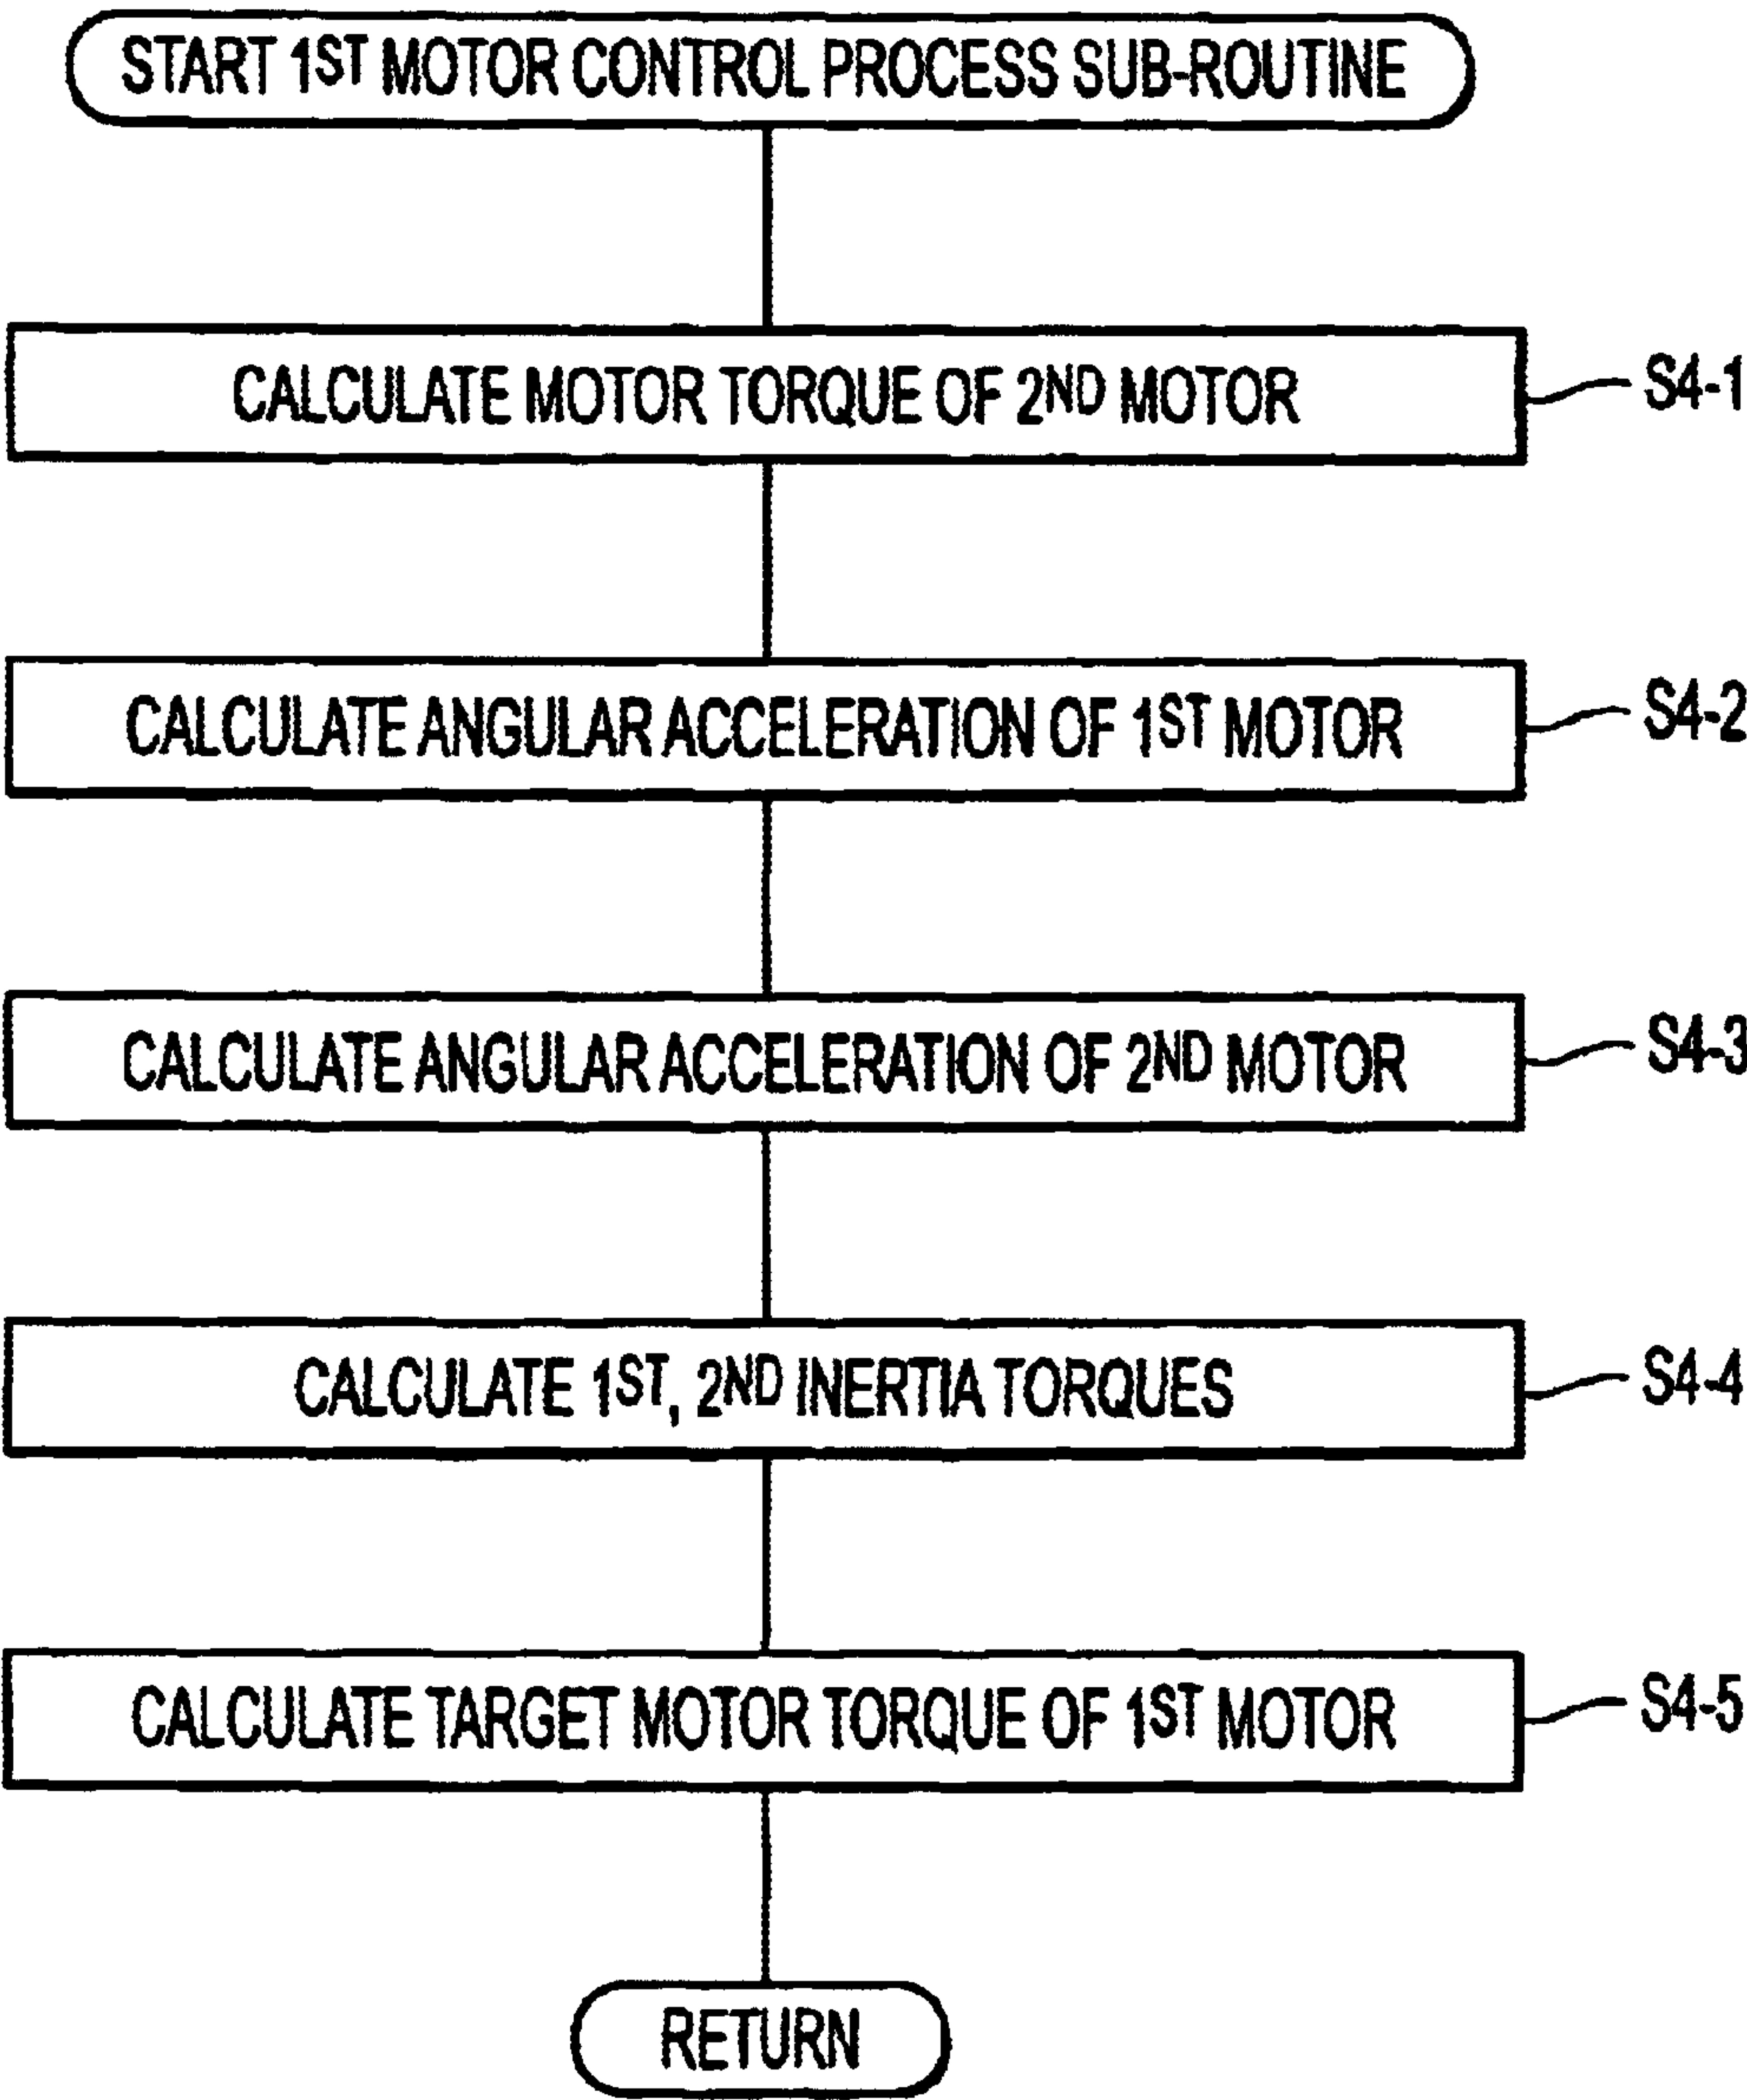 START 1ST MOTOR CONTROL PROCESS SUB-ROUTINE
CALCULATE MOTOR TORQUE OF 2ND MOTOR
S4-1
CALCULATE ANGULAR ACCELERATION OF 1ST MOTOR
S4-2
CALCULATE ANGULAR ACCELERATION OF 2ND MOTOR
S4-3
CALCULATE 1ST, 2ND INERTIA TORQUES
S4-4
CALCULATE TARGET MOTOR TORQUE OF 1ST MOTOR
S4-5
RETURN